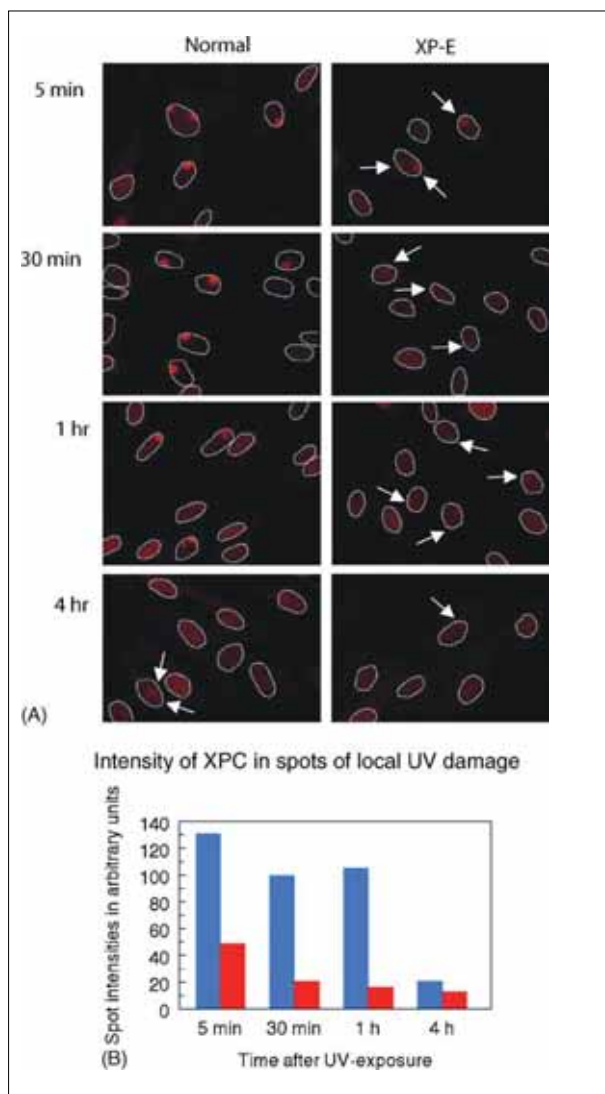 Normal XP-E
5 min
30 min
1 hr
4 hr
(A)
Intensity of XPC in spots of local UV damage
Spot intensities in arbitrary units
140
120
100
80
60
40
20
0
5 min 30 min 1 h 4 h
(B)
Time after UV-exposure